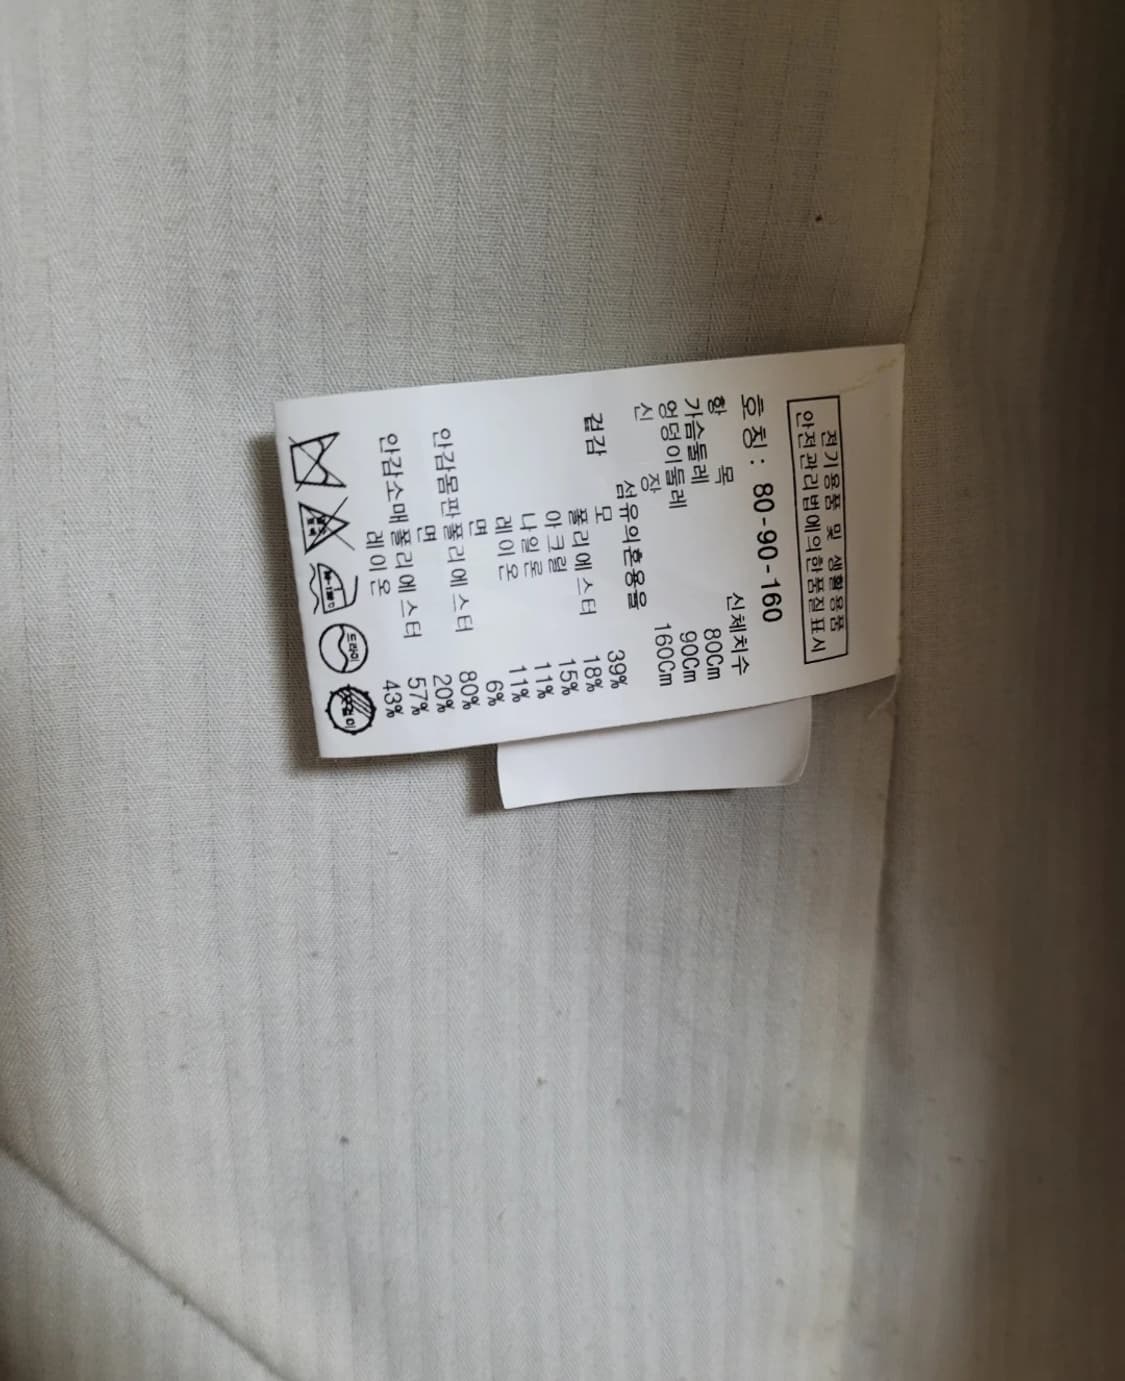 전기용품 및 생활용품
안전관리법에의한품질표시
호 칭 : 80-90-160
항 목 신체치수
가슴둘레 80Cm
엉덩이둘레 90Cm
신 장 160Cm
섬유의혼용율
겉감 모 39%
폴리에스터 18%
아크릴 15%
나일론 11%
레이온 11%
면 6%
안감몸판 폴리에스터 80%
면 20%
안감소매 폴리에스터 57%
레이온 43%
드라이